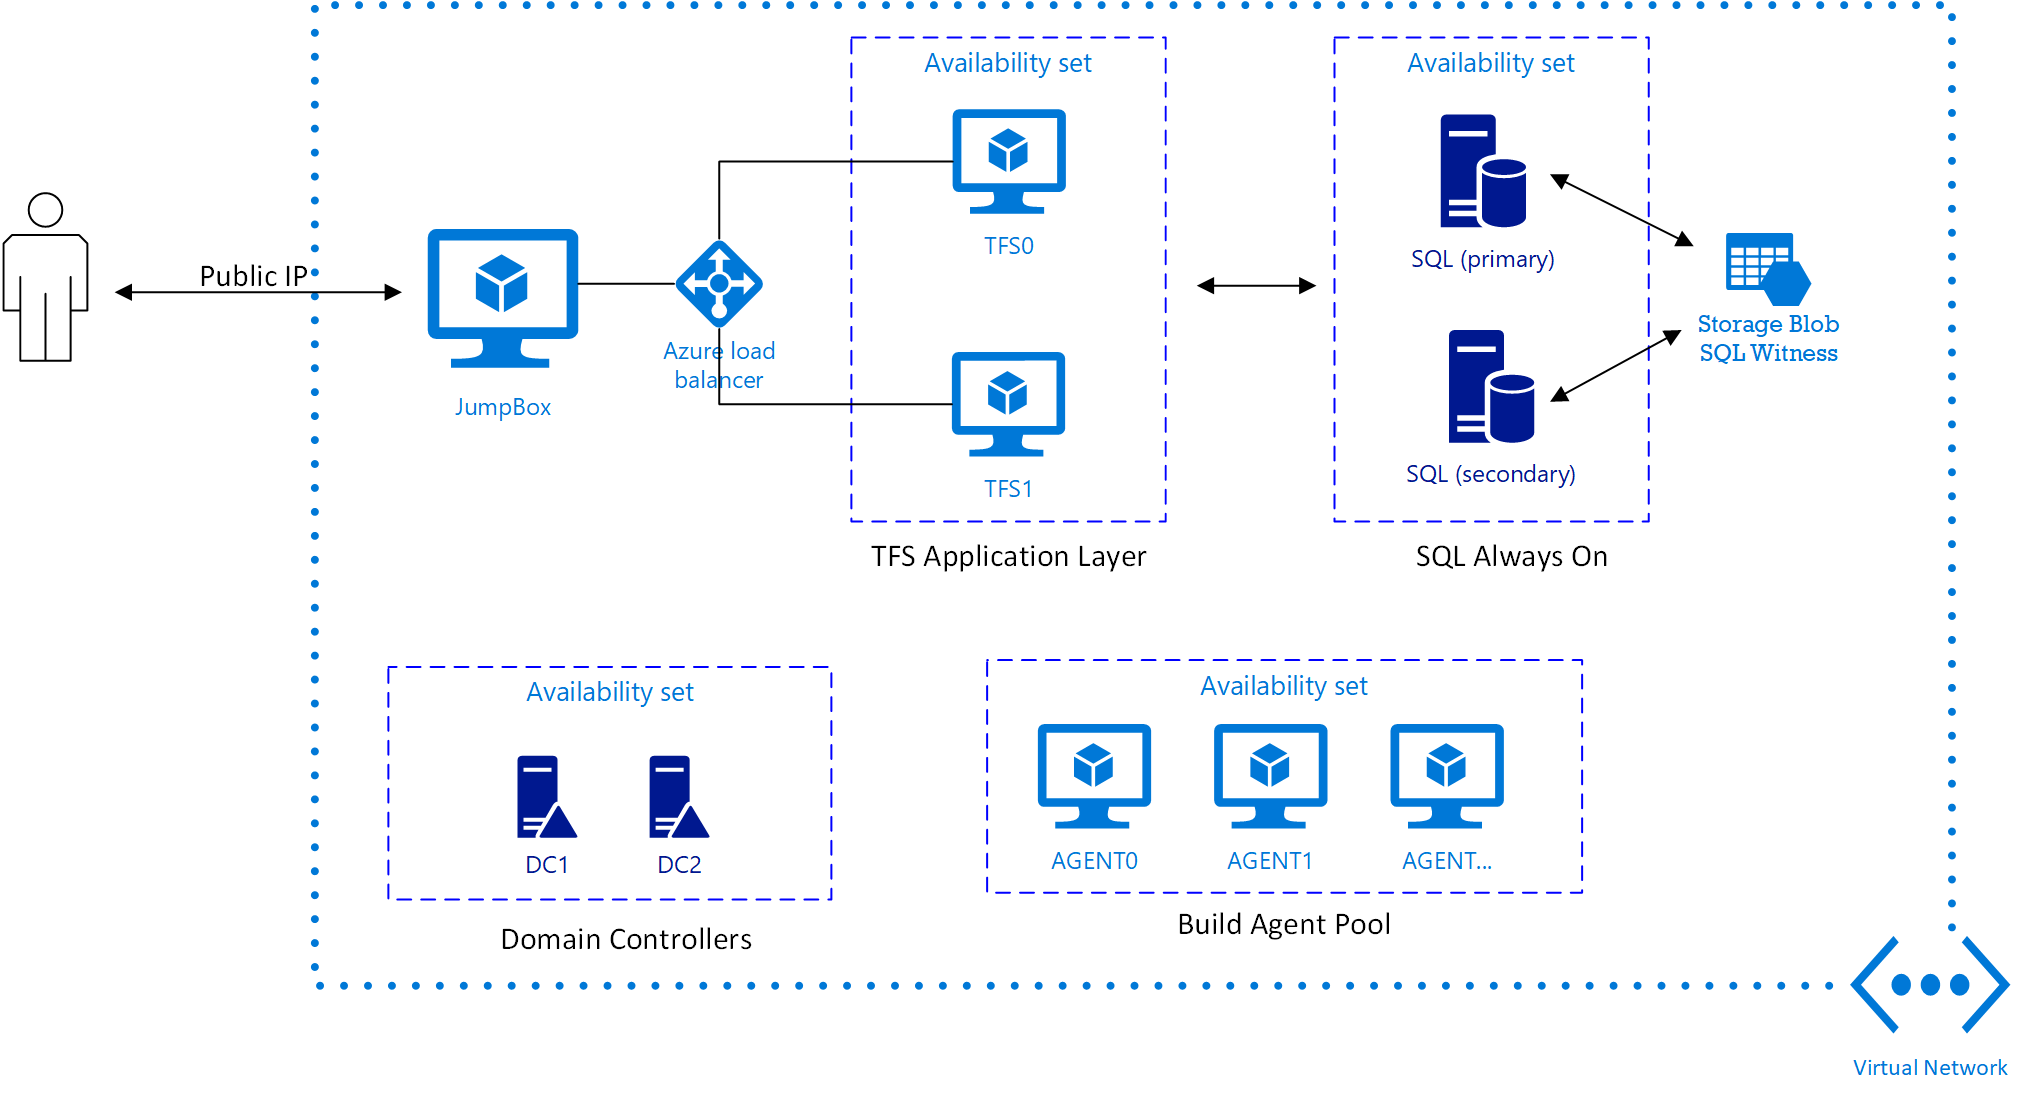 Availability set
Availability set
TFS0
SQL (primary)
Public IP
Storage Blob
SQL Witness
Azure load
balancer
JumpBox
SQL (secondary)
TFS1
TFS Application Layer
SQL Always On
Availability set
Availability set
DC1
DC2
AGENT0
AGENT1
AGENT...
Domain Controllers
Build Agent Pool
Virtual Network